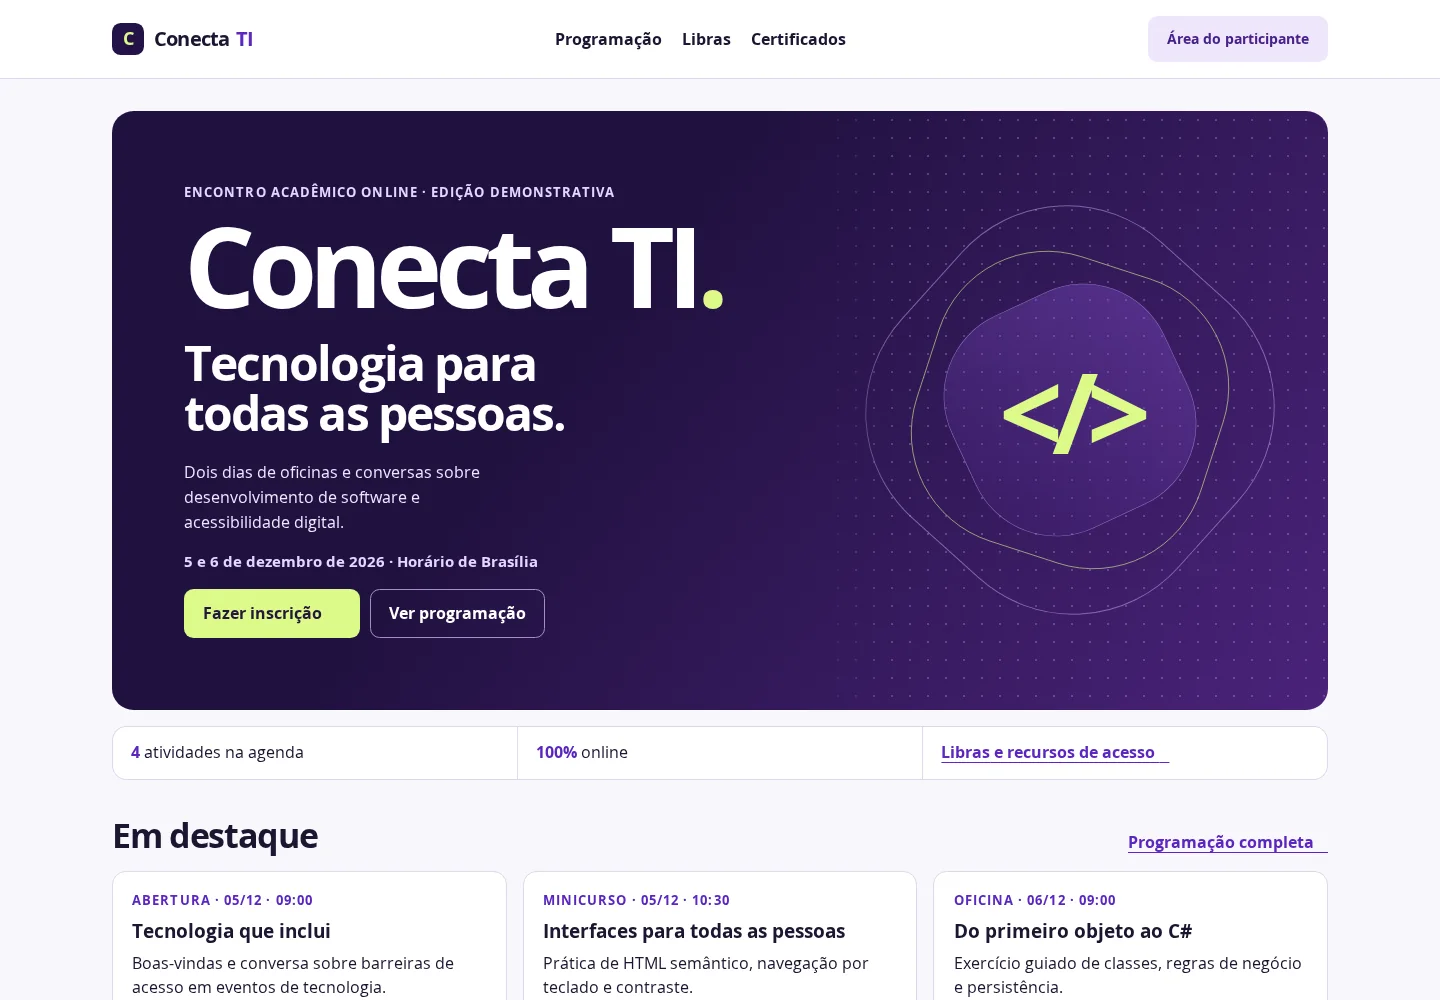 C Conecta TI
Programação Libras Certificados
Área do participante
ENCONTRO ACADÊMICO ONLINE · EDIÇÃO DEMONSTRATIVA
Conecta TI.
Tecnologia para
todas as pessoas.
Dois dias de oficinas e conversas sobre
desenvolvimento de software e
acessibilidade digital.
5 e 6 de dezembro de 2026 · Horário de Brasília
Fazer inscrição
Ver programação
</>
4 atividades na agenda
100% online
Libras e recursos de acesso
Em destaque
Programação completa
ABERTURA · 05/12 · 09:00
Tecnologia que inclui
Boas-vindas e conversa sobre barreiras de
acesso em eventos de tecnologia.
MINICURSO · 05/12 · 10:30
Interfaces para todas as pessoas
Prática de HTML semântico, navegação por
teclado e contraste.
OFICINA · 06/12 · 09:00
Do primeiro objeto ao C#
Exercício guiado de classes, regras de negócio
e persistência.